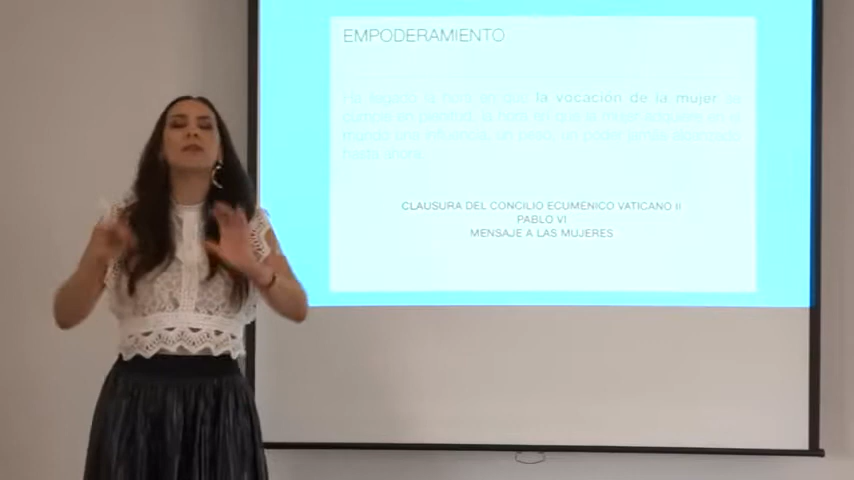 EMPODERAMIENTO
Ha llegado la hora en que la vocación de la mujer se
cumple en plenitud, la hora en que la mujer adquiere en el
mundo una influencia, un peso, un poder jamás alcanzado
hasta ahora.
CLAUSURA DEL CONCILIO ECUMÉNICO VATICANO II
PABLO VI
MENSAJE A LAS MUJERES